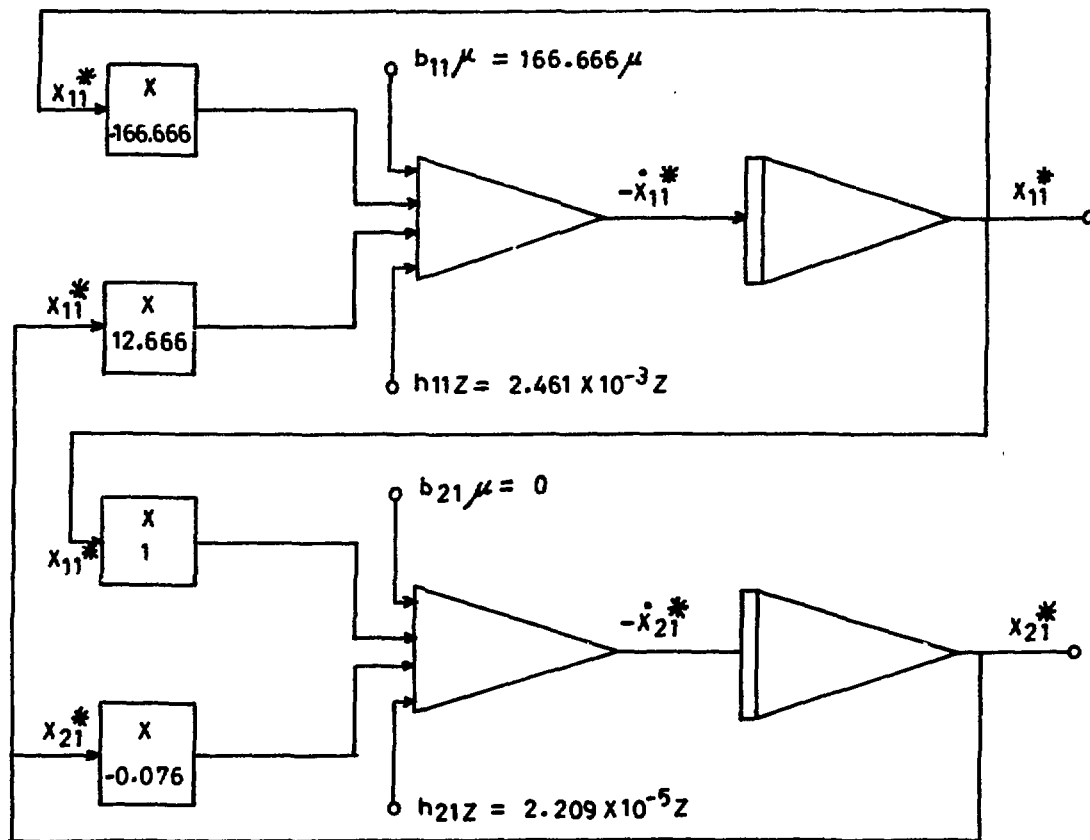 b11μ = 166.666μ
x11*
X
-166.666
-ẋ11*
x11*
x11*
X
12.666
h11Z = 2.461 X 10-3 Z
b21μ = 0
X
1
x11*
-ẋ21*
x21*
x21*
X
-0.076
h21Z = 2.209 X 10-5 Z